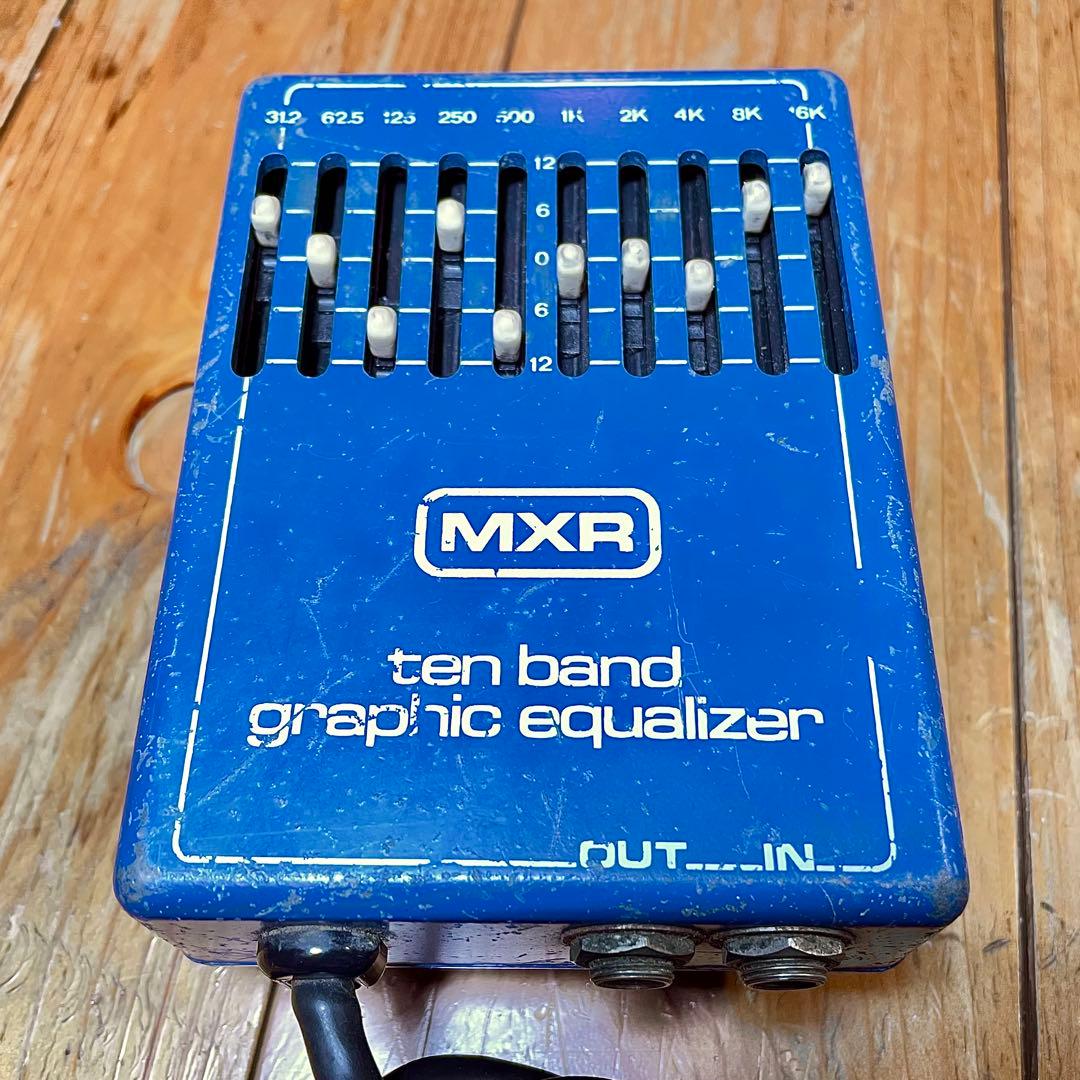 31.2 62.5 125 250 500 1K 2K 4K 8K 16K
12
6
0
6
12
MXR
ten band
graphic equalizer
OUT IN